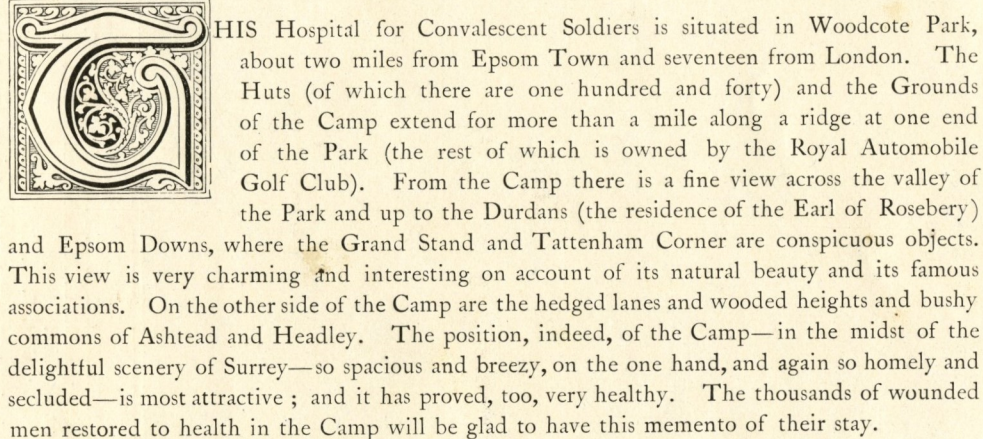 THIS Hospital for Convalescent Soldiers is situated in Woodcote Park,
about two miles from Epsom Town and seventeen from London. The
Huts (of which there are one hundred and forty) and the Grounds
of the Camp extend for more than a mile along a ridge at one end
of the Park (the rest of which is owned by the Royal Automobile
Golf Club). From the Camp there is a fine view across the valley of
the Park and up to the Durdans (the residence of the Earl of Rosebery)
and Epsom Downs, where the Grand Stand and Tattenham Corner are conspicuous objects.
This view is very charming and interesting on account of its natural beauty and its famous
associations. On the other side of the Camp are the hedged lanes and wooded heights and bushy
commons of Ashtead and Headley. The position, indeed, of the Camp—in the midst of the
delightful scenery of Surrey—so spacious and breezy, on the one hand, and again so homely and
secluded—is most attractive ; and it has proved, too, very healthy. The thousands of wounded
men restored to health in the Camp will be glad to have this memento of their stay.